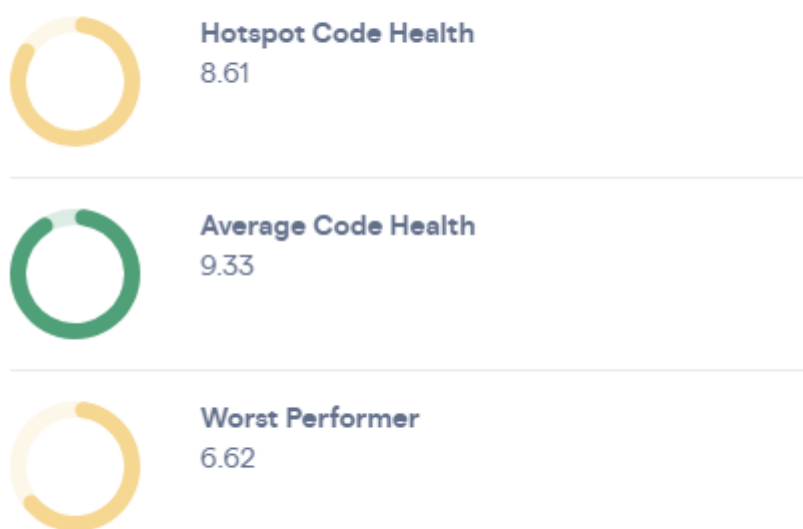 Hotspot Code Health
8.61
Average Code Health
9.33
Worst Performer
6.62